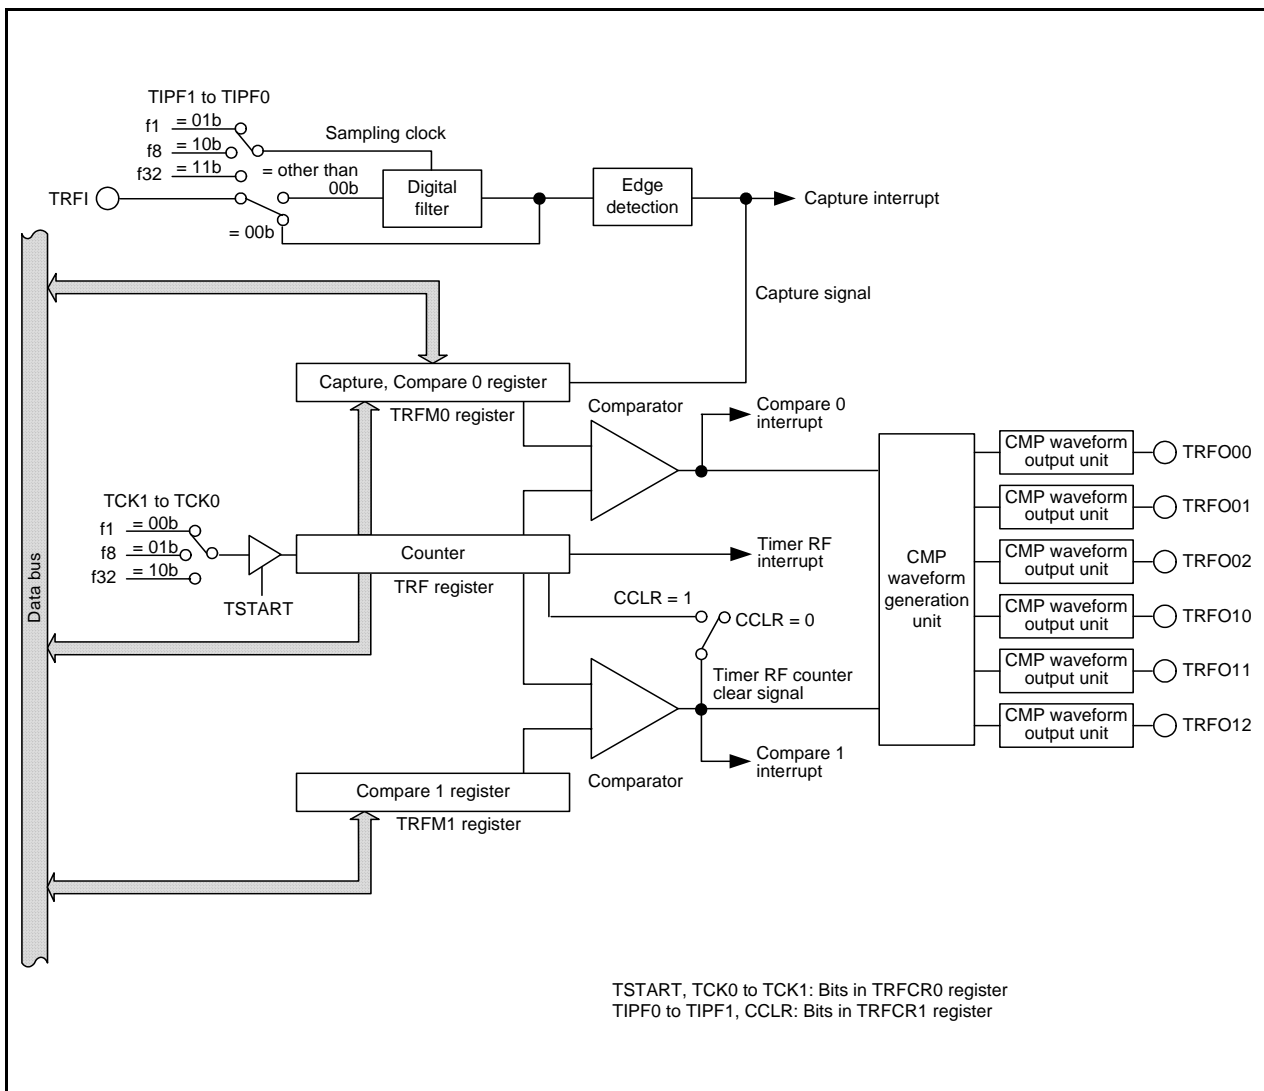 TIPF1 to TIPF0
f1 = 01b
f8 = 10b
f32 = 11b
Sampling clock
= other than
00b
= 00b
TRFI
Digital
filter
Edge
detection
Capture interrupt
Capture signal
Data bus
Capture, Compare 0 register
TRFM0 register
Comparator
Compare 0
interrupt
TCK1 to TCK0
f1 = 00b
f8 = 01b
f32 = 10b
TSTART
Counter
TRF register
Timer RF
interrupt
CCLR = 1
CCLR = 0
Timer RF counter
clear signal
Compare 1
interrupt
Comparator
Compare 1 register
TRFM1 register
CMP
waveform
generation
unit
CMP waveform
output unit
TRFO00
CMP waveform
output unit
TRFO01
CMP waveform
output unit
TRFO02
CMP waveform
output unit
TRFO10
CMP waveform
output unit
TRFO11
CMP waveform
output unit
TRFO12
TSTART, TCK0 to TCK1: Bits in TRFCR0 register
TIPF0 to TIPF1, CCLR: Bits in TRFCR1 register